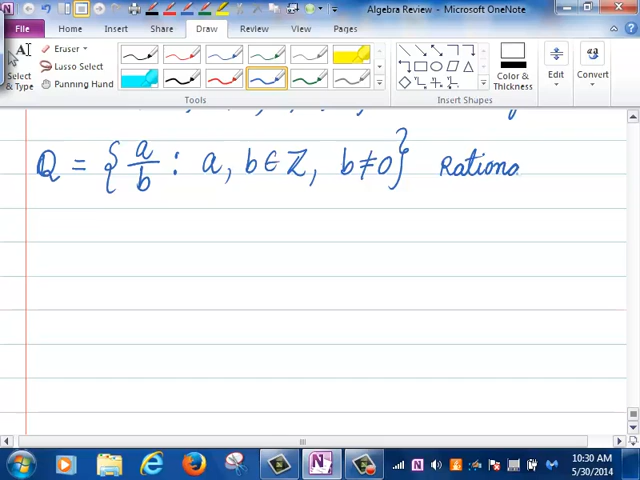 Algebra Review - Microsoft OneNote
File Home Insert Draw Review View Pages
Select & Type
Eraser
Lasso Select
Panning Hand
Color & Thickness
Edit
Convert
Tools
Insert Shapes
ℚ = { a/b : a, b ∈ ℤ, b ≠ 0 } Rationa
10:30 AM
5/30/2014